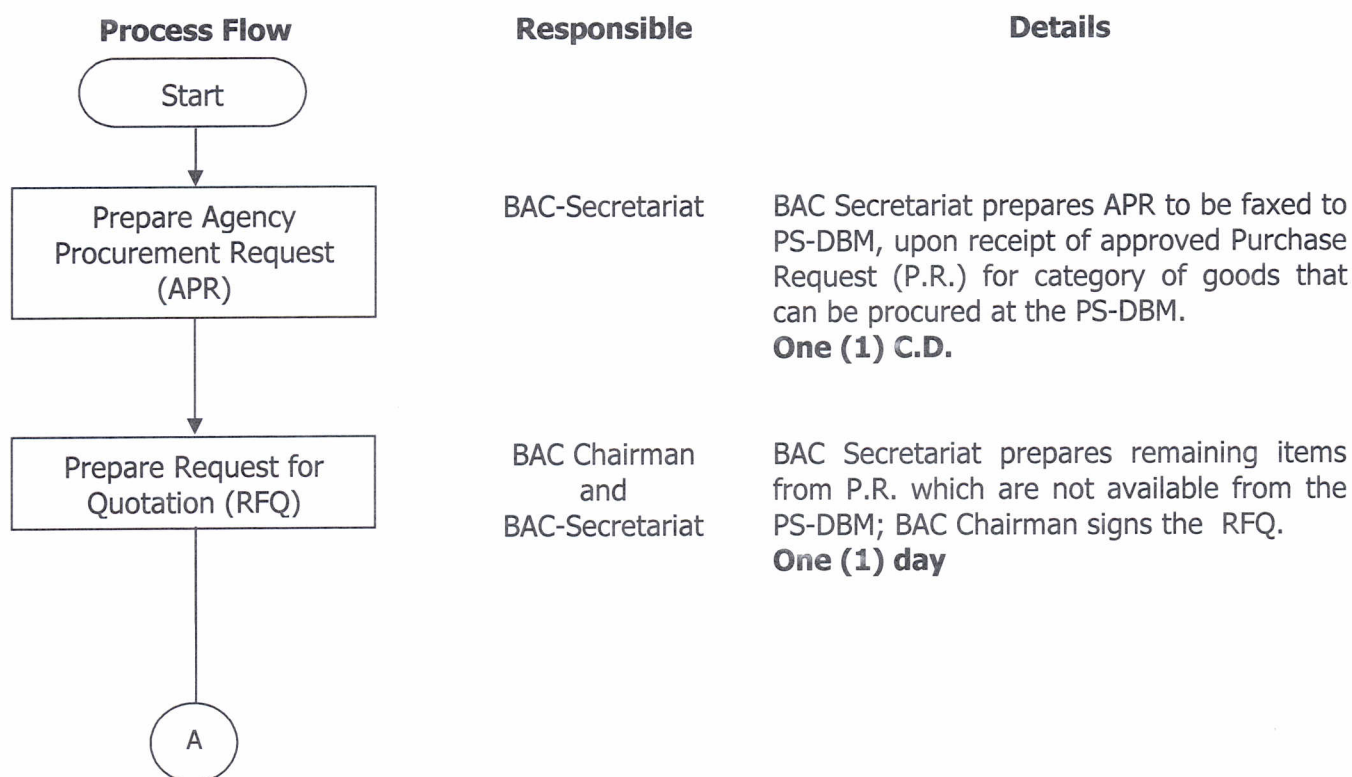 Process Flow
Responsible
Details
Start
Prepare Agency
Procurement Request
(APR)
BAC-Secretariat
BAC Secretariat prepares APR to be faxed to
PS-DBM, upon receipt of approved Purchase
Request (P.R.) for category of goods that
can be procured at the PS-DBM.
One (1) C.D.
Prepare Request for
Quotation (RFQ)
BAC Chairman
and
BAC-Secretariat
BAC Secretariat prepares remaining items
from P.R. which are not available from the
PS-DBM; BAC Chairman signs the RFQ.
One (1) day
A